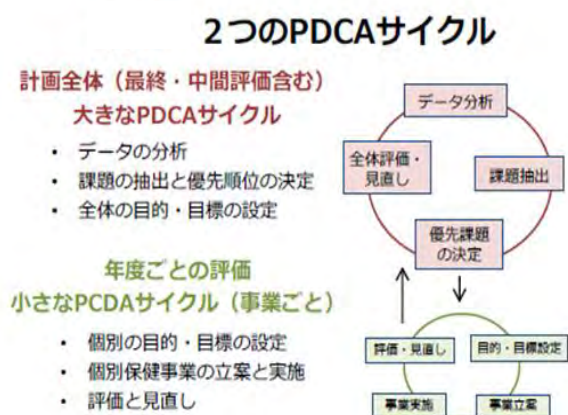 ２つのPDCAサイクル
計画全体（最終・中間評価含む）
大きなPDCAサイクル
• データの分析
• 課題の抽出と優先順位の決定
• 全体の目的・目標の設定
年度ごとの評価
小さなPCDAサイクル（事業ごと）
• 個別の目的・目標の設定
• 個別保健事業の立案と実施
• 評価と見直し
データ分析
全体評価・
見直し
課題抽出
優先課題
の決定
評価・見直し
目的・目標設定
事業実施
事業立案